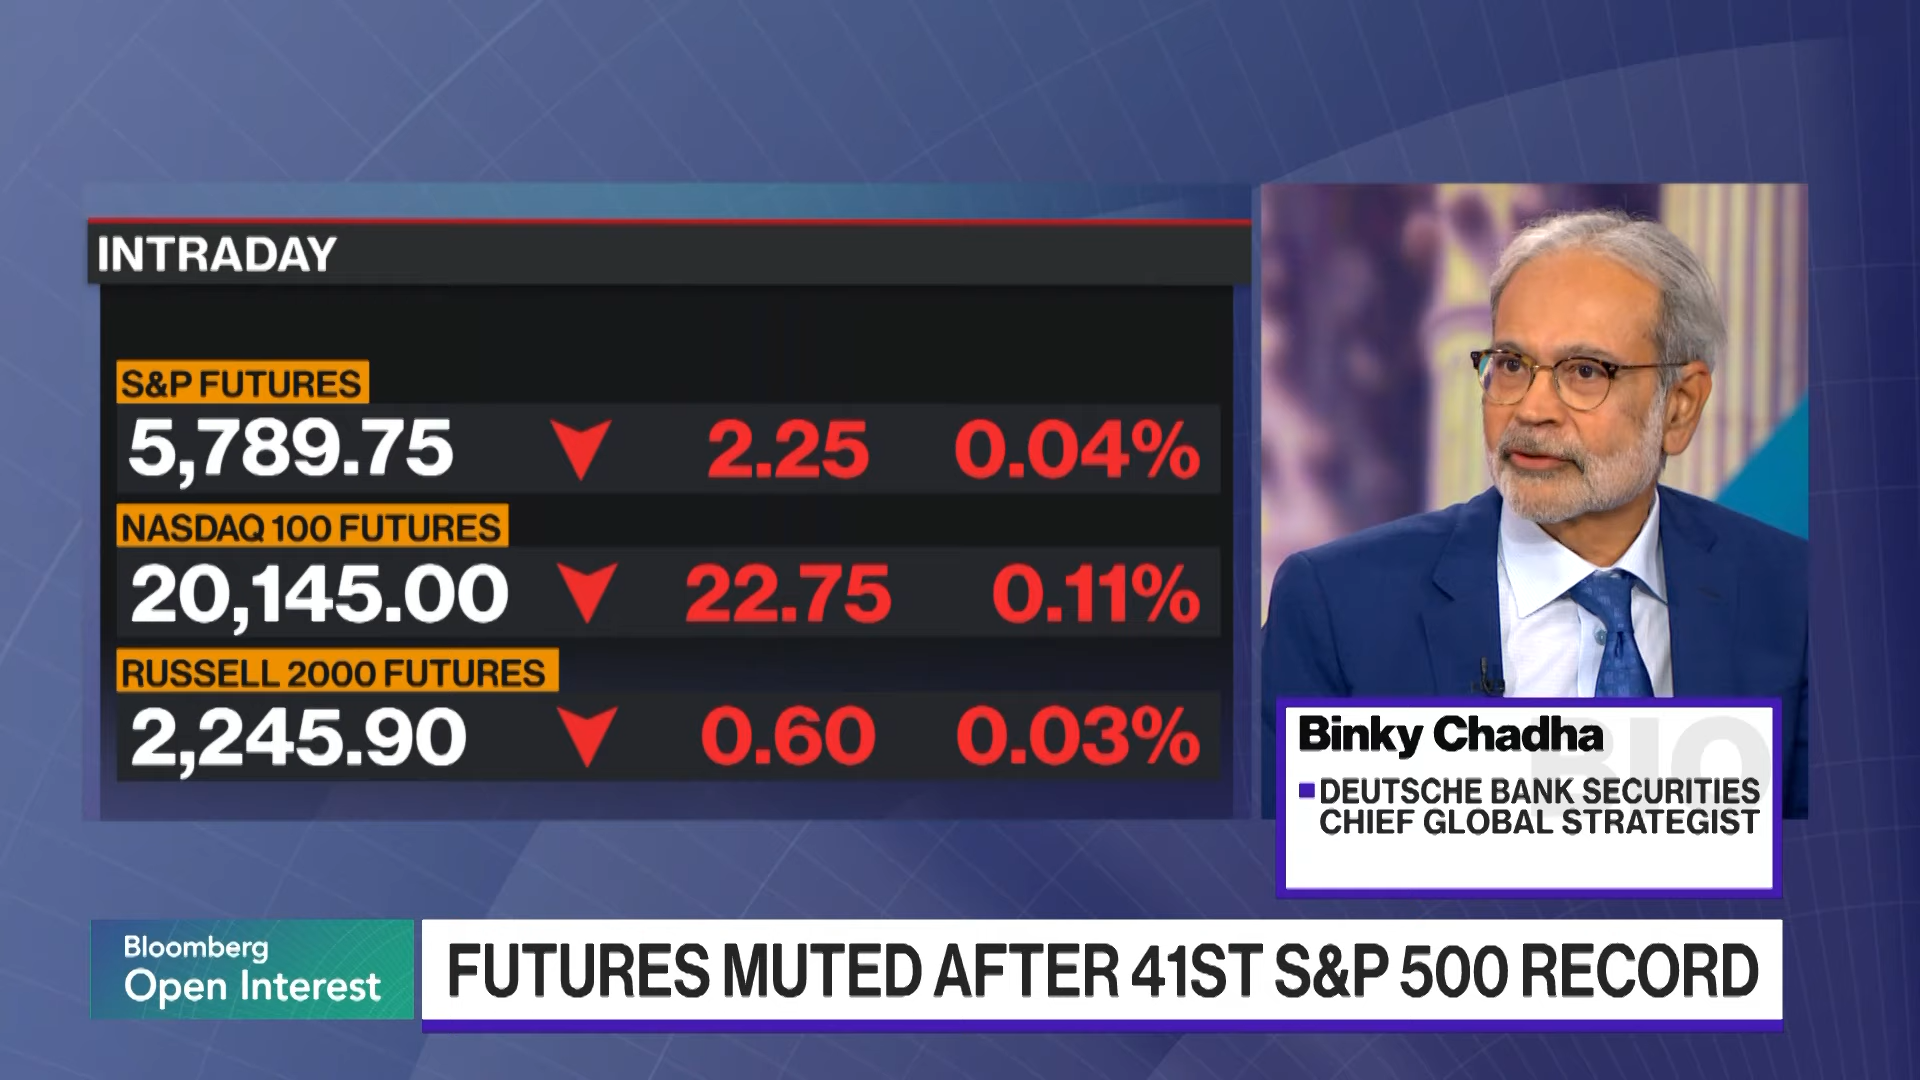 INTRADAY
S&P FUTURES
5,789.75 2.25 0.04%
NASDAQ 100 FUTURES
20,145.00 22.75 0.11%
RUSSELL 2000 FUTURES
2,245.90 0.60 0.03%
BIO
Binky Chadha
DEUTSCHE BANK SECURITIES
CHIEF GLOBAL STRATEGIST
Bloomberg
Open Interest
FUTURES MUTED AFTER 41ST S&P 500 RECORD